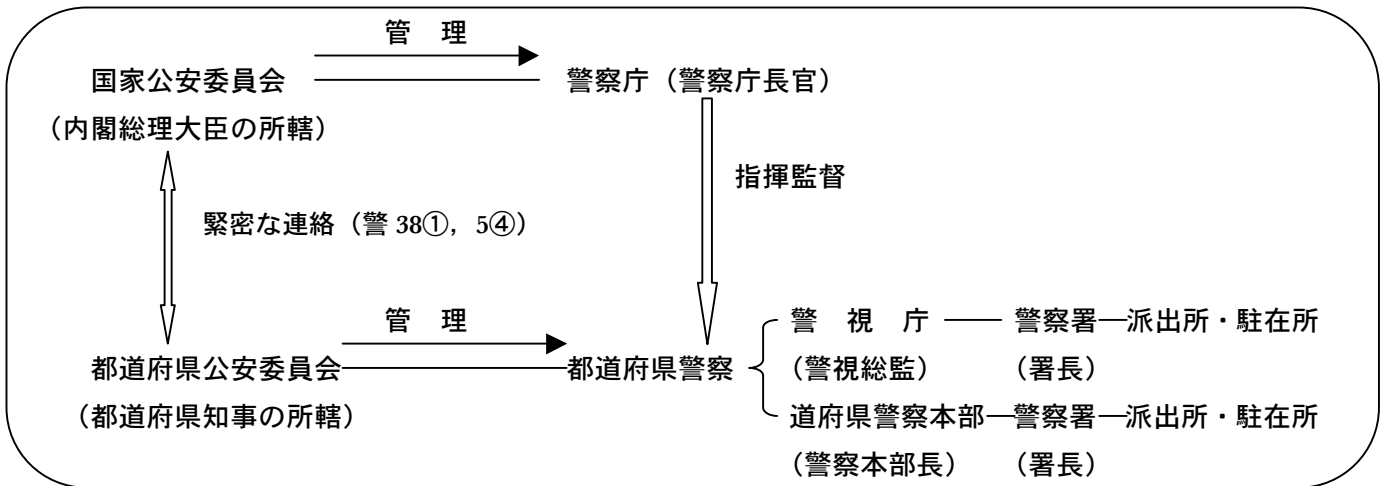 管　理
国家公安委員会　警察庁（警察庁長官）
（内閣総理大臣の所轄）
指揮監督
緊密な連絡（警 38①，5④）
管　理
警　視　庁　警察署　派出所・駐在所
都道府県公安委員会　都道府県警察　（警視総監）　（署長）
（都道府県知事の所轄）　道府県警察本部　警察署　派出所・駐在所
（警察本部長）　（署長）